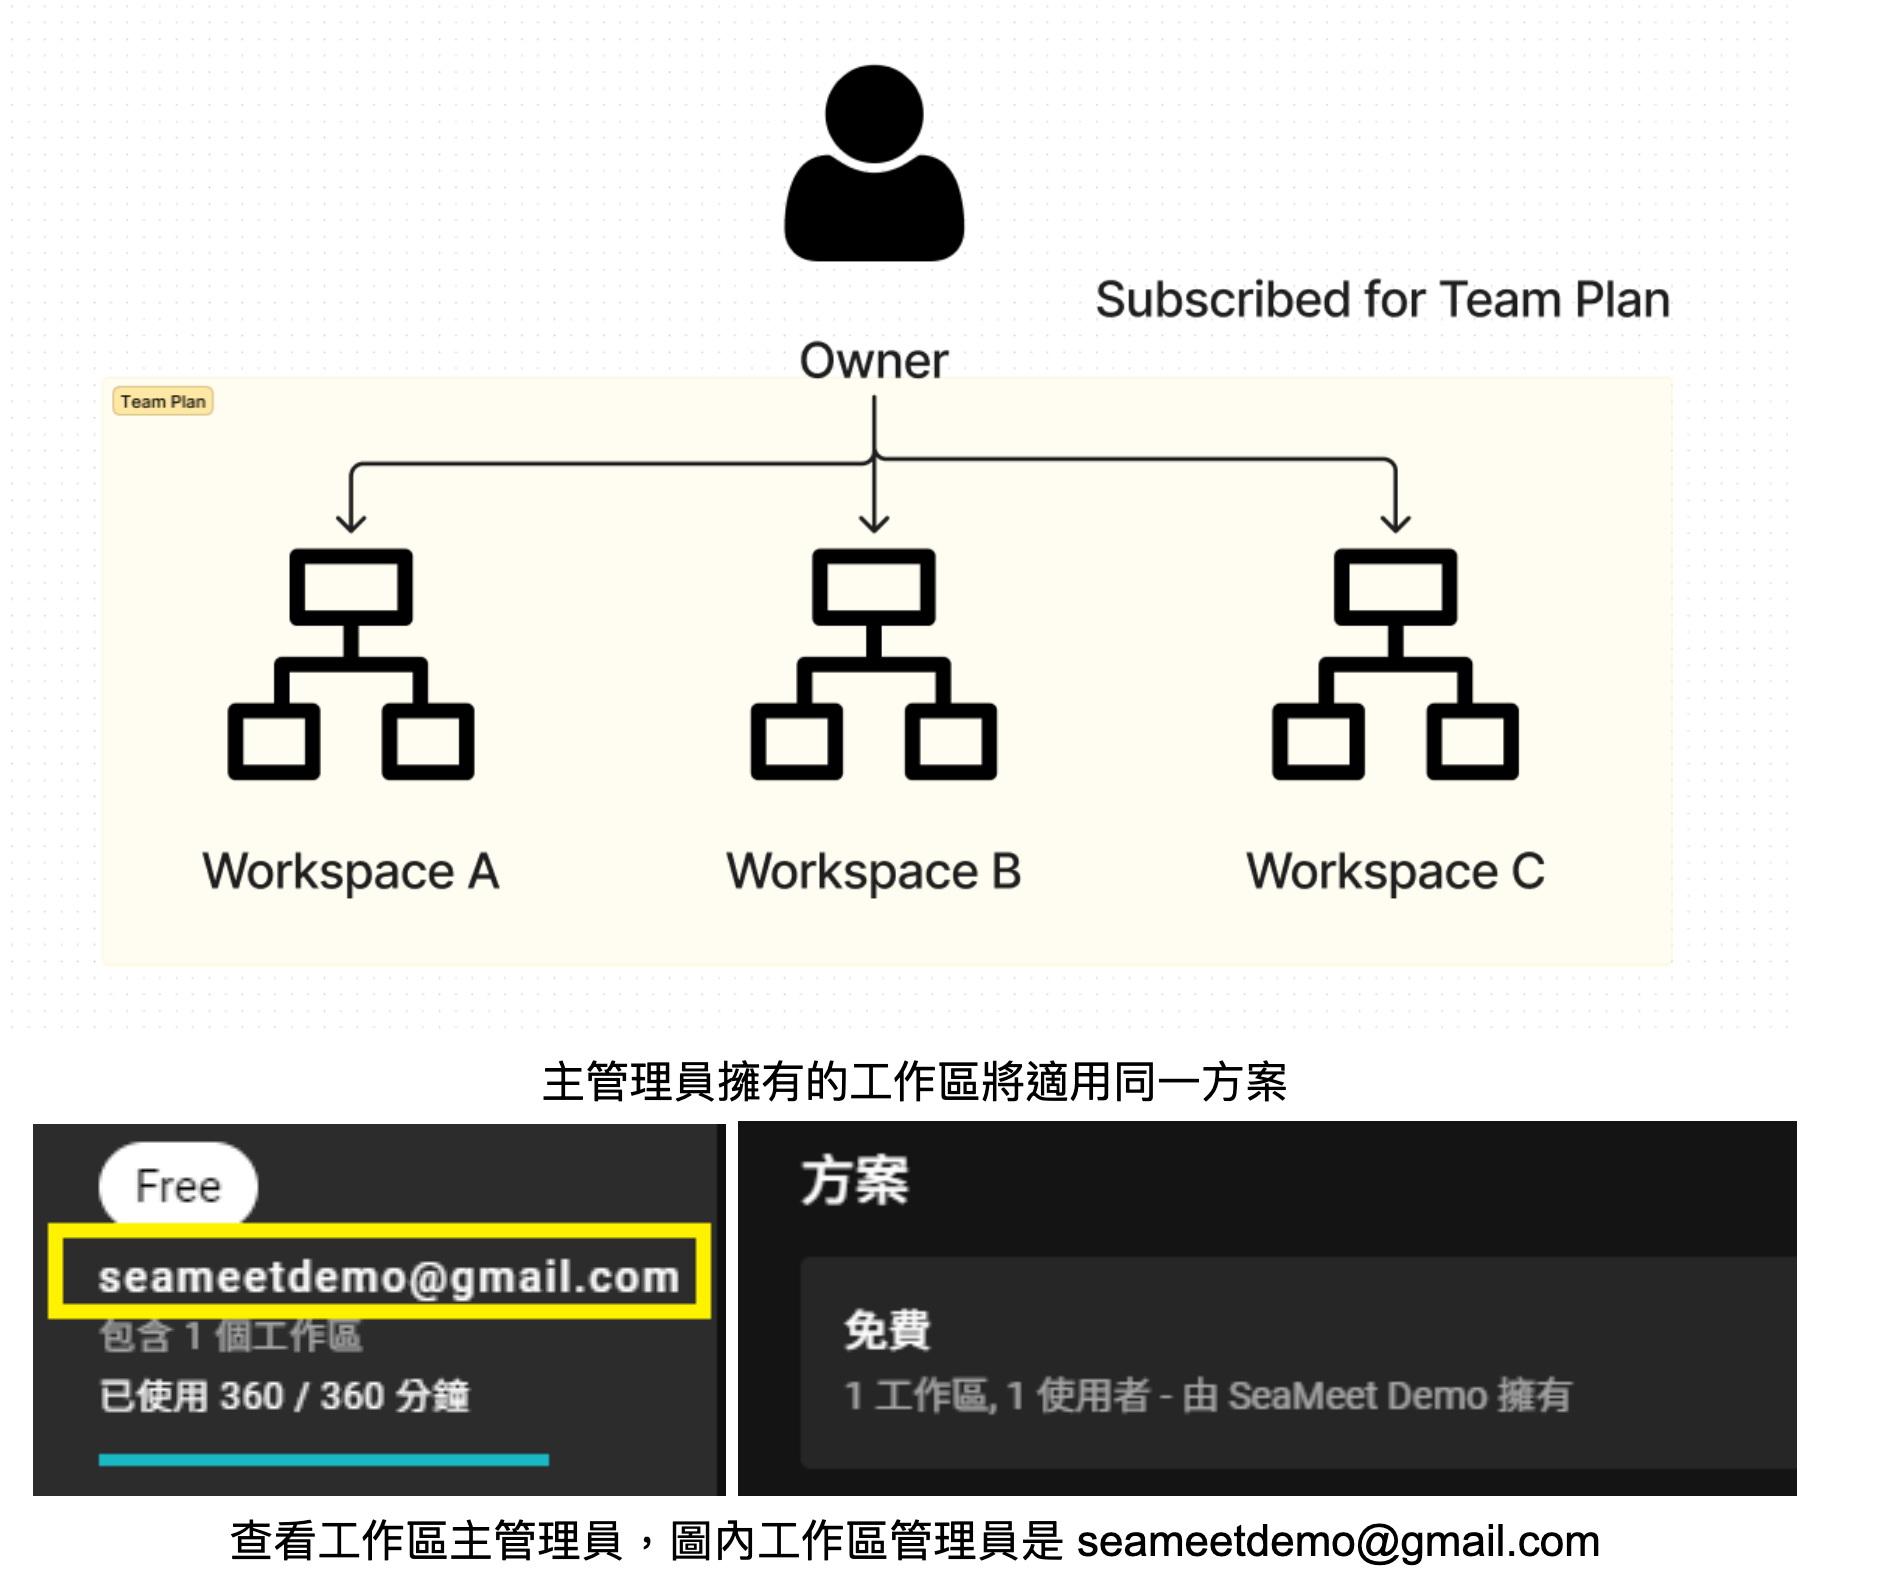 Subscribed for Team Plan
Owner
Team Plan
Workspace A
Workspace B
Workspace C
主管理員擁有的工作區將適用同一方案
Free
seameetdemo@gmail.com
包含 1 個工作區
已使用 360 / 360 分鐘
方案
免費
1 工作區, 1 使用者 - 由 SeaMeet Demo 擁有
查看工作區主管理員，圖內工作區管理員是 seameetdemo@gmail.com